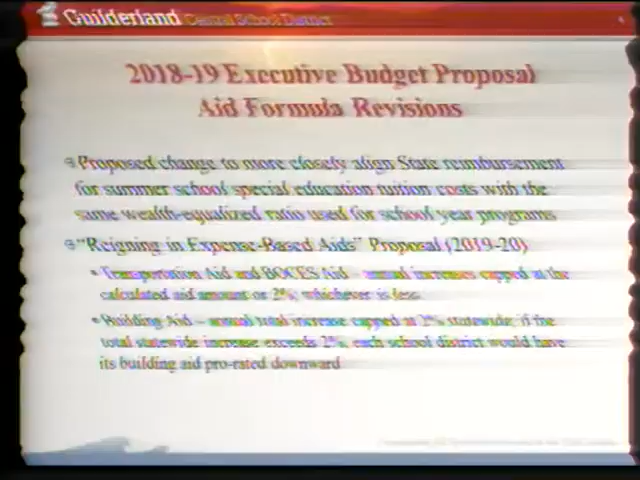 Guilderland Central School District
2018-19 Executive Budget Proposal
Aid Formula Revisions
Proposed change to more closely align State reimbursement
for summer school special education tuition costs with the
same wealth-equalized ratio used for school year programs
"Reigning in Expense-Based Aids" Proposal (2019-20)
• Transportation Aid and BOCES Aid – annual increases capped at the
calculated aid amount or 2%, whichever is less.
• Building Aid – annual total increase capped at 2% statewide; if the
total statewide increase exceeds 2%, each school district would have
its building aid pro-rated downward